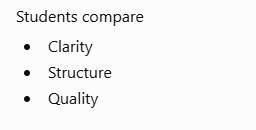 Students compare
• Clarity
• Structure
• Quality